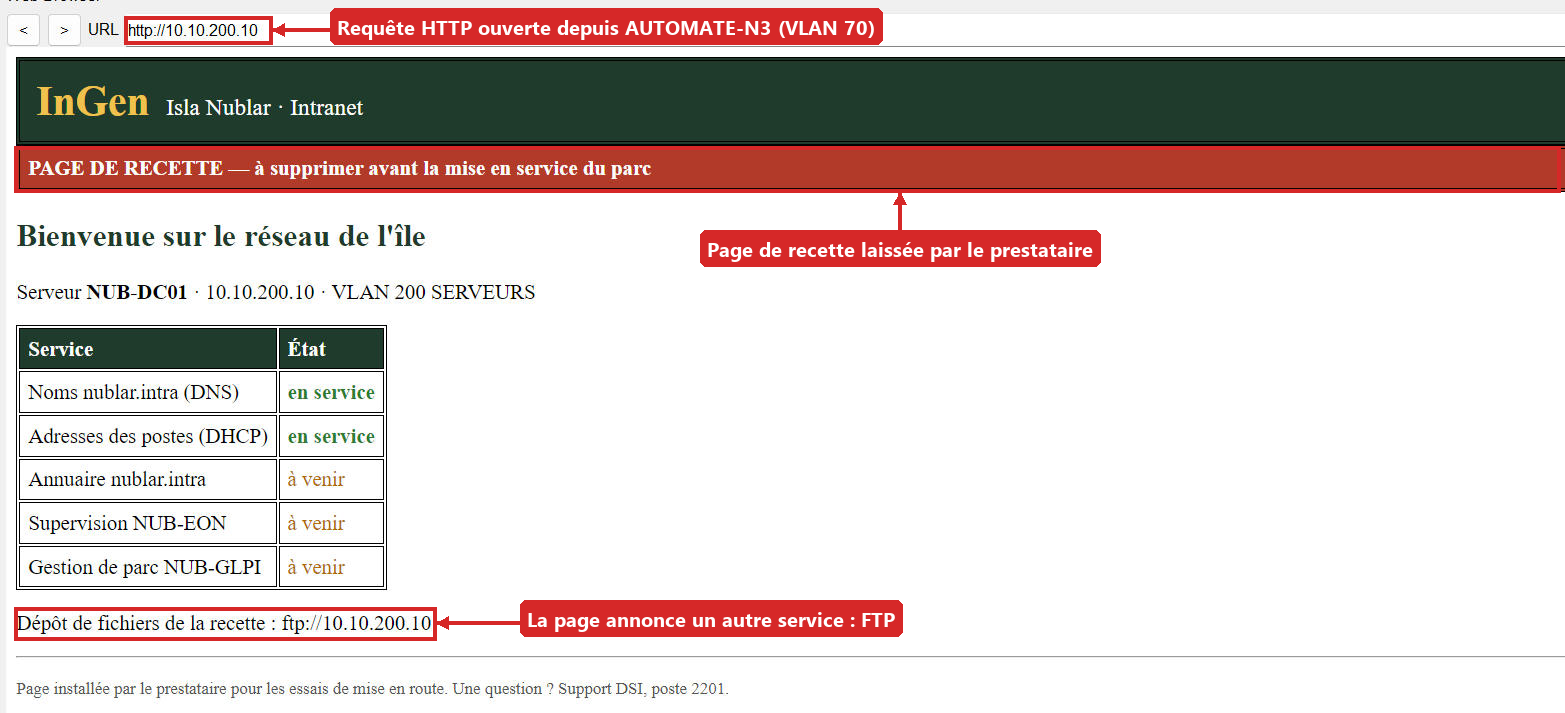 < > URL http://10.10.200.10 Requête HTTP ouverte depuis AUTOMATE-N3 (VLAN 70)
InGen Isla Nublar · Intranet
PAGE DE RECETTE — à supprimer avant la mise en service du parc
Bienvenue sur le réseau de l'île
Page de recette laissée par le prestataire
Serveur NUB-DC01 · 10.10.200.10 · VLAN 200 SERVEURS
Service État
Noms nublar.intra (DNS) en service
Adresses des postes (DHCP) en service
Annuaire nublar.intra à venir
Supervision NUB-EON à venir
Gestion de parc NUB-GLPI à venir
Dépôt de fichiers de la recette : ftp://10.10.200.10 La page annonce un autre service : FTP
Page installée par le prestataire pour les essais de mise en route. Une question ? Support DSI, poste 2201.